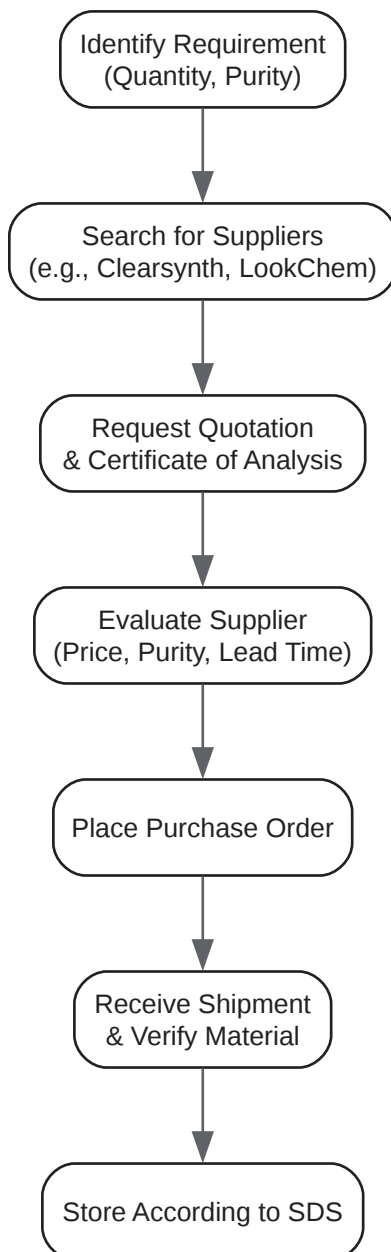 Identify Requirement
(Quantity, Purity)
Search for Suppliers
(e.g., Clearsynth, LookChem)
Request Quotation
& Certificate of Analysis
Evaluate Supplier
(Price, Purity, Lead Time)
Place Purchase Order
Receive Shipment
& Verify Material
Store According to SDS